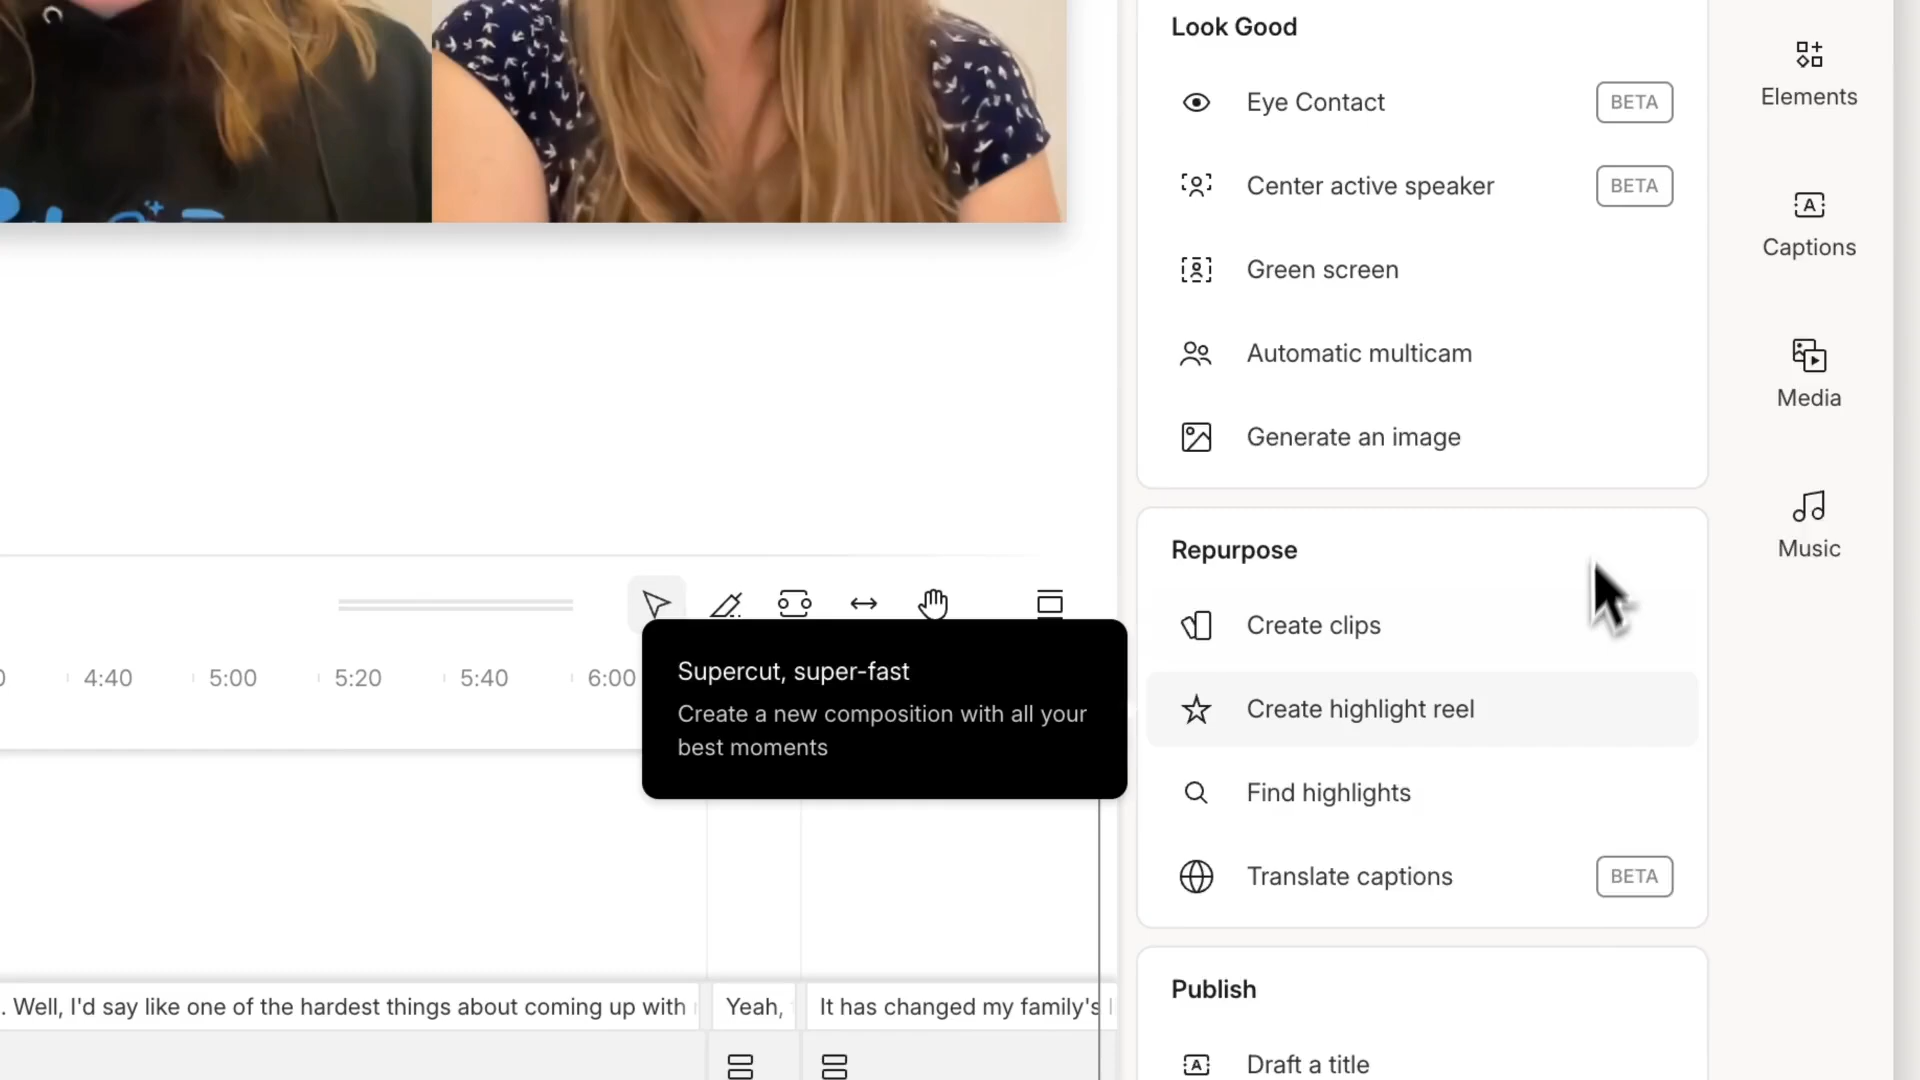 Look Good
Eye Contact
BETA
Center active speaker
BETA
Green screen
Automatic multicam
Generate an image
Repurpose
Create clips
Create highlight reel
Find highlights
Translate captions
BETA
Publish
Draft a title
Elements
Captions
Media
Music
4:40
5:00
5:20
5:40
6:00
Supercut, super-fast
Create a new composition with all your
best moments
. Well, I'd say like one of the hardest things about coming up with
Yeah,
It has changed my family's